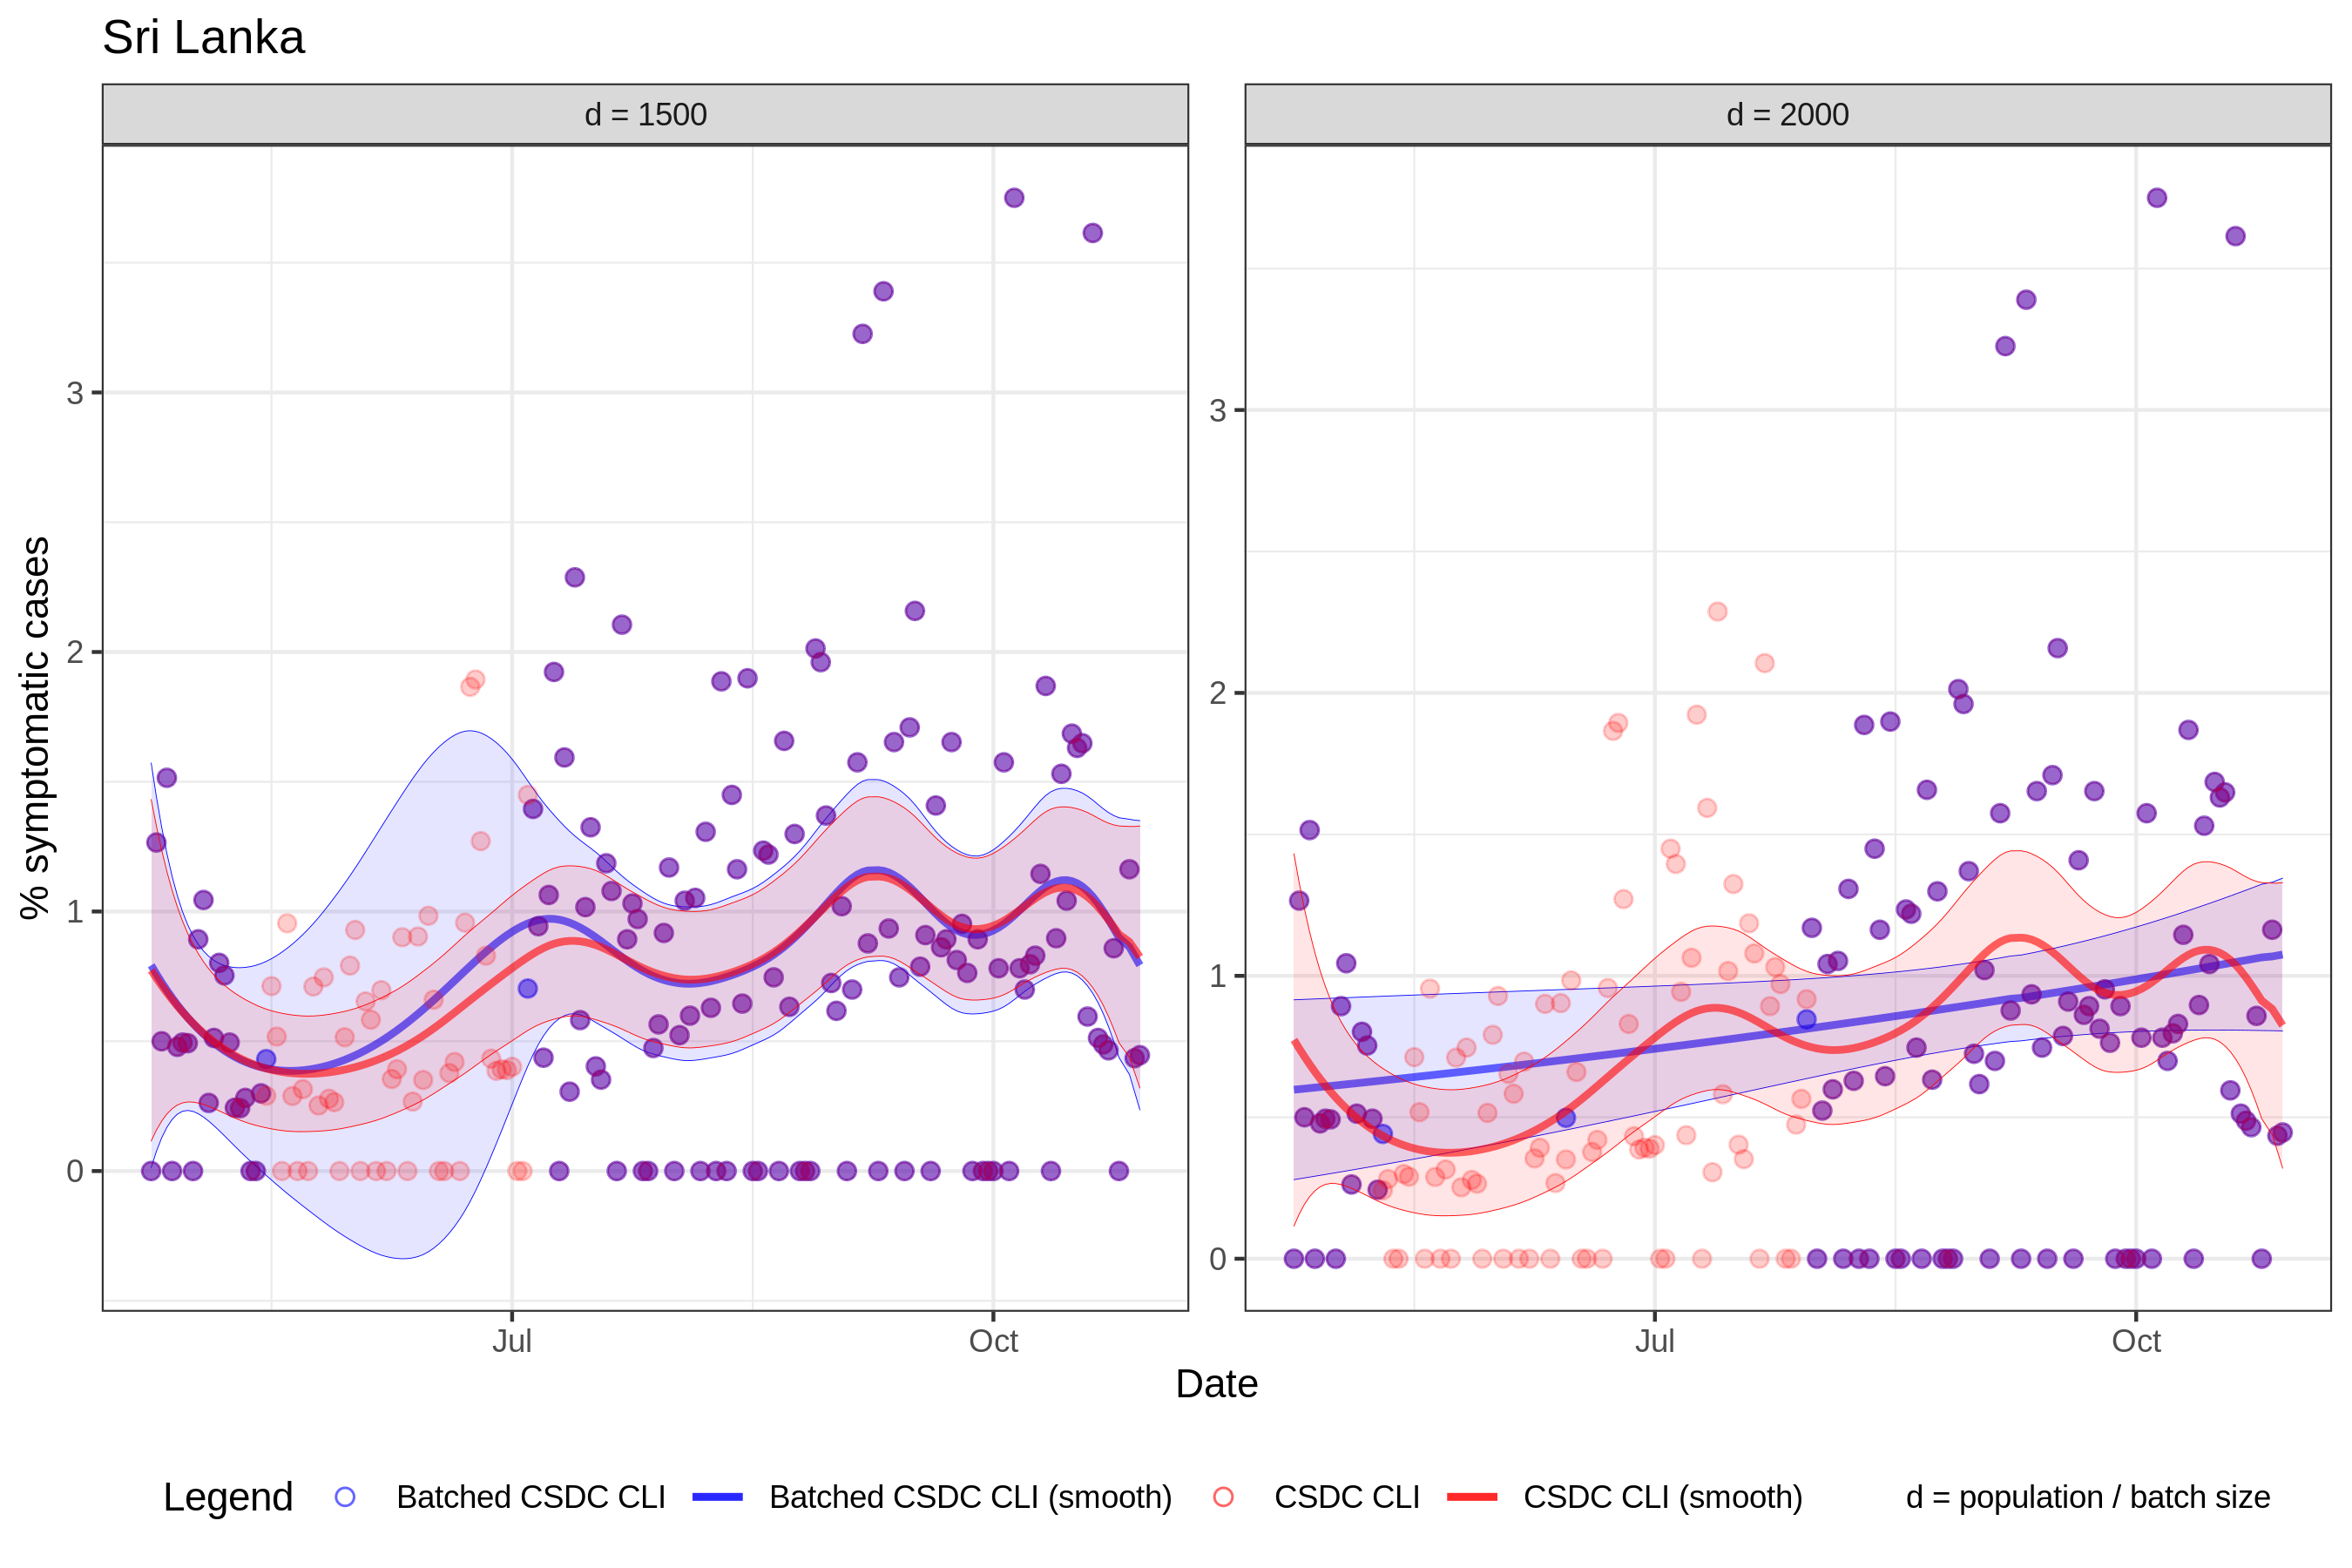 Sri Lanka
d = 1500
d = 2000
% symptomatic cases
3
2
1
0
3
2
1
0
Jul
Oct
Jul
Oct
Date
Legend
Batched CSDC CLI
Batched CSDC CLI (smooth)
CSDC CLI
CSDC CLI (smooth)
d = population / batch size